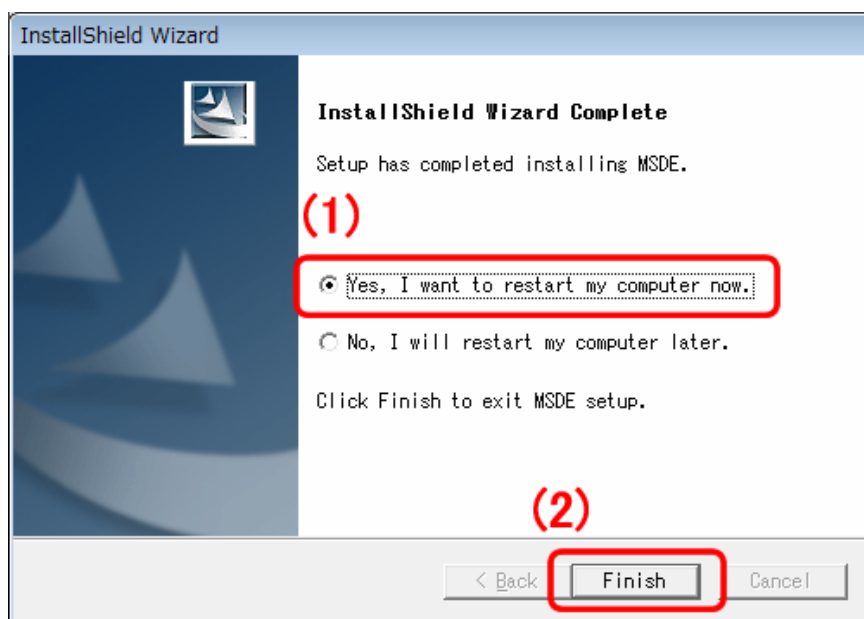 InstallShield Wizard
InstallShield Wizard Complete
Setup has completed installing MSDE.
(1)
Yes, I want to restart my computer now.
No, I will restart my computer later.
Click Finish to exit MSDE setup.
(2)
< Back Finish Cancel